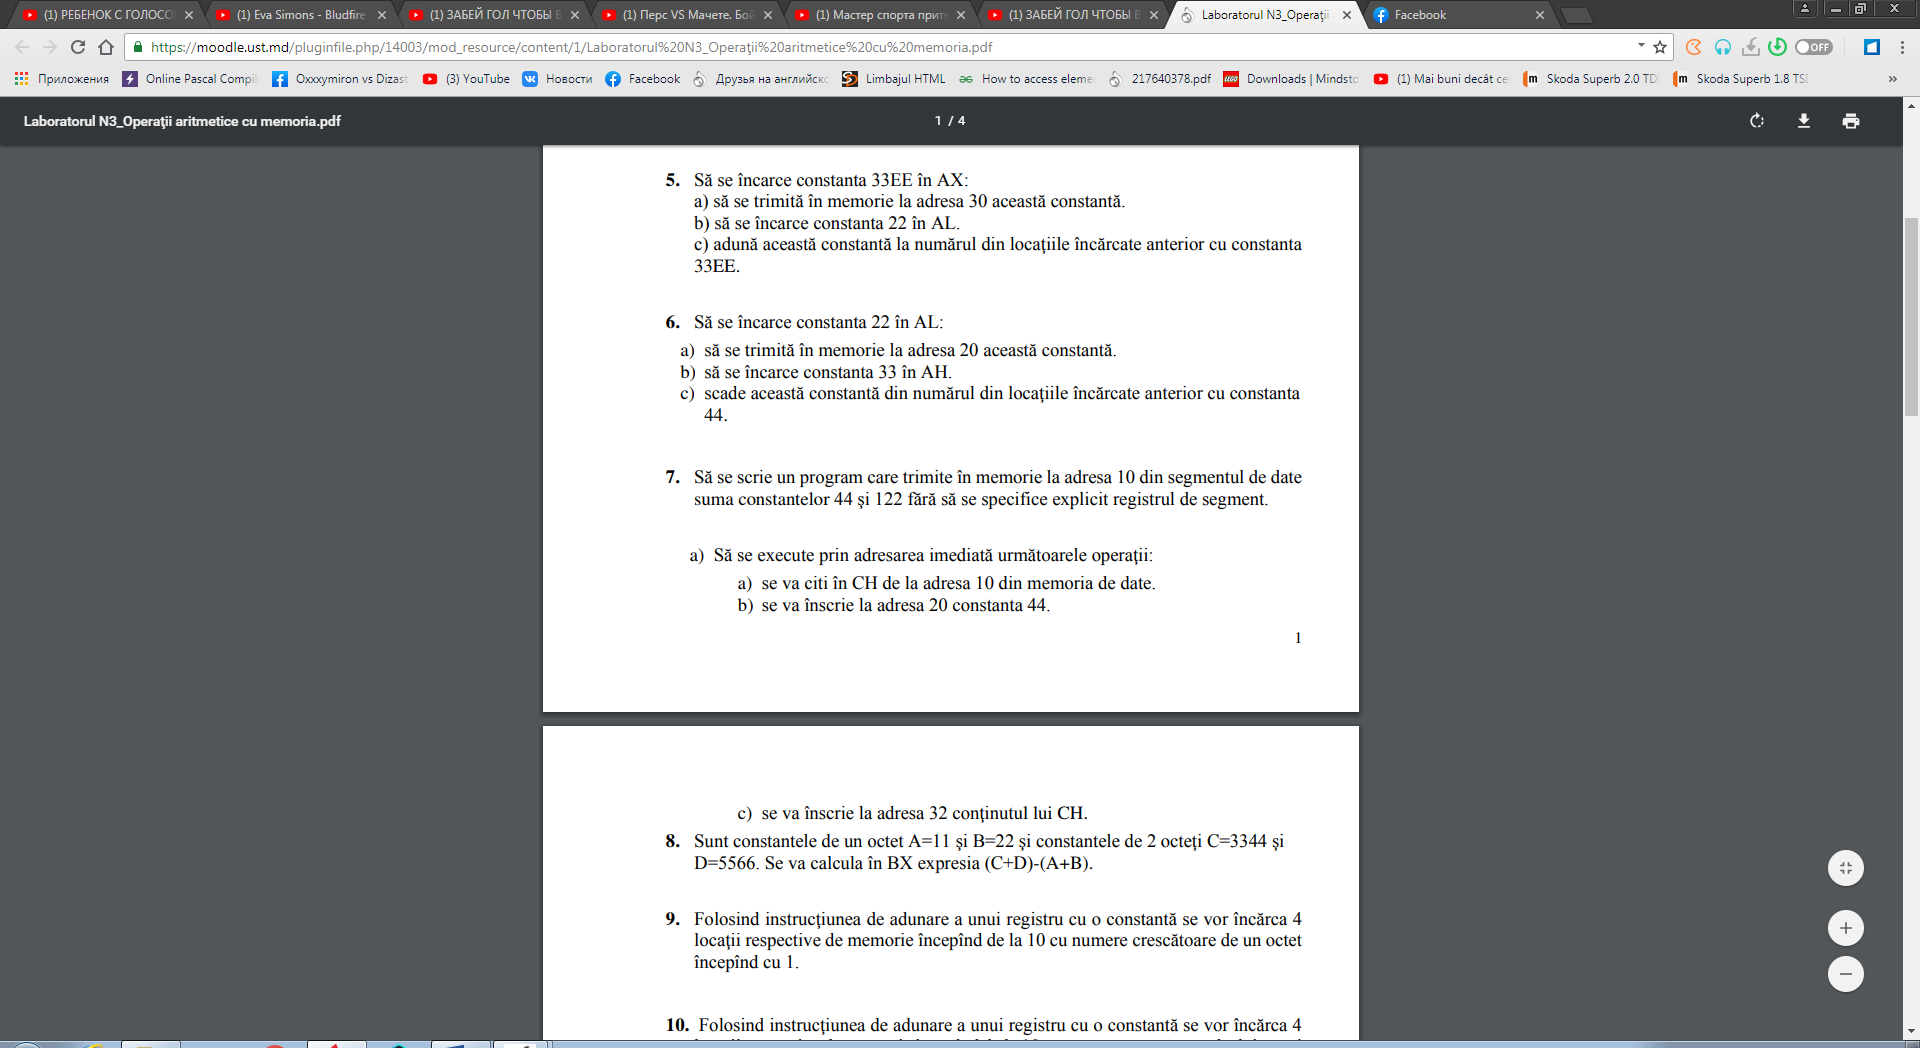 (1) РЕБЕНОК С ГОЛОСО
(1) Eva Simons - Bludfire
(1) ЗАБЕЙ ГОЛ ЧТОБЫ В
(1) Перс VS Мачете. Бой
(1) Мастер спорта прит
(1) ЗАБЕЙ ГОЛ ЧТОБЫ В
Laboratorul N3_Operaţii
Facebook
https://moodle.ust.md/pluginfile.php/14003/mod_resource/content/1/Laboratorul%20N3_Operaţii%20aritmetice%20cu%20memoria.pdf
OFF
Приложения
Online Pascal Compil
Oxxxymiron vs Dizast
(3) YouTube
Новости
Facebook
Друзья на английско
Limbajul HTML
How to access eleme
217640378.pdf
Downloads | Mindsto
(1) Mai buni decât ce
Skoda Superb 2.0 TD
Skoda Superb 1.8 TSI
»
Laboratorul N3_Operaţii aritmetice cu memoria.pdf
1 / 4
5. Să se încarce constanta 33EE în AX:
a) să se trimită în memorie la adresa 30 această constantă.
b) să se încarce constanta 22 în AL.
c) adună această constantă la numărul din locaţiile încărcate anterior cu constanta
33EE.
6. Să se încarce constanta 22 în AL:
a) să se trimită în memorie la adresa 20 această constantă.
b) să se încarce constanta 33 în AH.
c) scade această constantă din numărul din locaţiile încărcate anterior cu constanta
44.
7. Să se scrie un program care trimite în memorie la adresa 10 din segmentul de date
suma constantelor 44 şi 122 fără să se specifice explicit registrul de segment.
a) Să se execute prin adresarea imediată următoarele operaţii:
a) se va citi în CH de la adresa 10 din memoria de date.
b) se va înscrie la adresa 20 constanta 44.
1
c) se va înscrie la adresa 32 conţinutul lui CH.
8. Sunt constantele de un octet A=11 şi B=22 şi constantele de 2 octeţi C=3344 şi
D=5566. Se va calcula în BX expresia (C+D)-(A+B).
9. Folosind instrucţiunea de adunare a unui registru cu o constantă se vor încărca 4
locaţii respective de memorie începînd de la 10 cu numere crescătoare de un octet
începînd cu 1.
10. Folosind instrucţiunea de adunare a unui registru cu o constantă se vor încărca 4